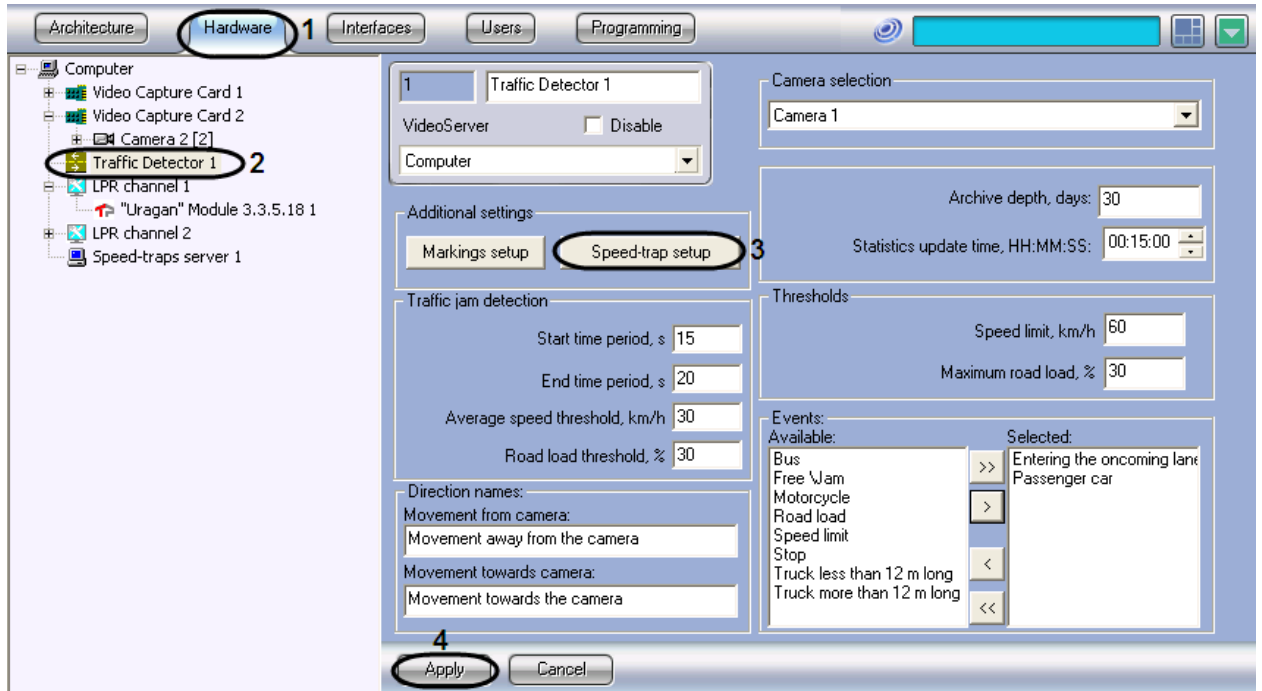 Architecture Hardware 1 Interfaces Users Programming
Computer
Video Capture Card 1
Video Capture Card 2
Camera 2 [2]
Traffic Detector 1 2
LPR channel 1
"Uragan" Module 3.3.5.18 1
LPR channel 2
Speed-traps server 1
1 Traffic Detector 1
VideoServer Disable
Computer
Additional settings
Markings setup Speed-trap setup 3
Traffic jam detection
Start time period, s 15
End time period, s 20
Average speed threshold, km/h 30
Road load threshold, % 30
Direction names:
Movement from camera:
Movement away from the camera
Movement towards camera:
Movement towards the camera
Camera selection
Camera 1
Archive depth, days: 30
Statistics update time, HH:MM:SS: 00:15:00
Thresholds
Speed limit, km/h 60
Maximum road load, % 30
Events:
Available: Selected:
Bus
Free \Jam
Motorcycle
Road load
Speed limit
Stop
Truck less than 12 m long
Truck more than 12 m long
>>
>
<
<<
Entering the oncoming lane
Passenger car
4
Apply Cancel